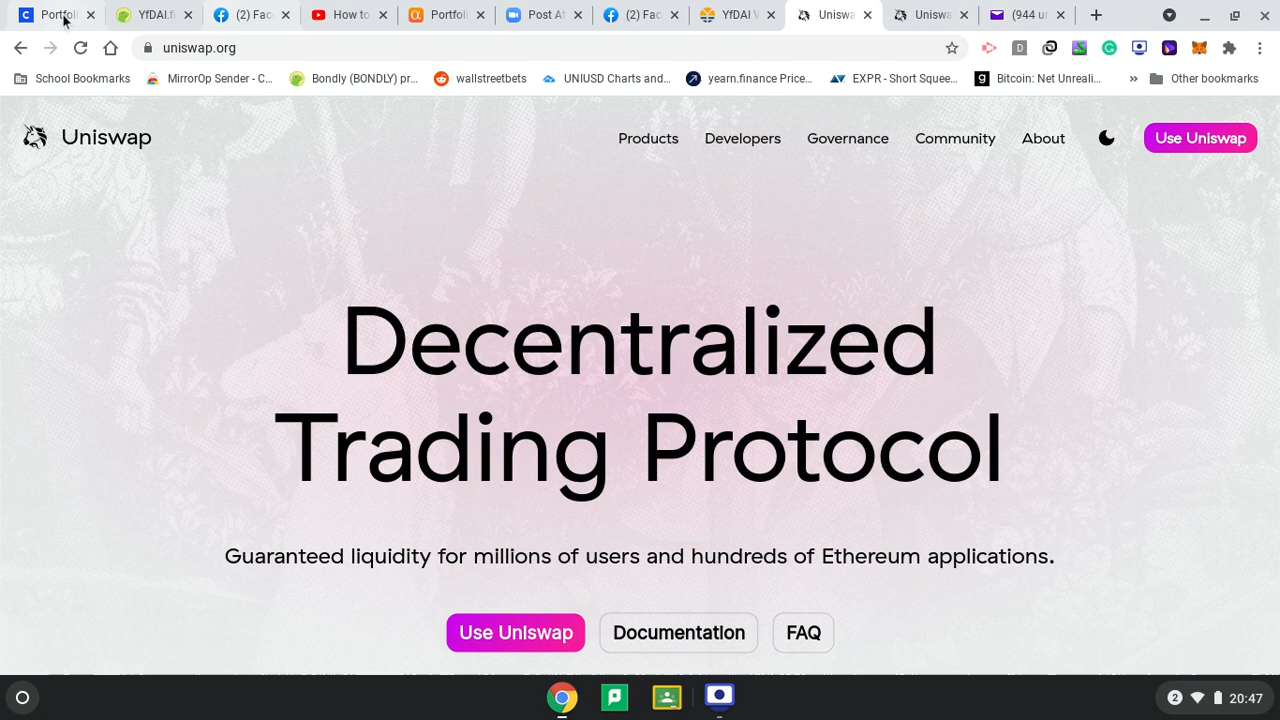 Portfoli
YfDAI.fi
(2) Fac
How to
Portfoli
Post At
(2) Fac
YfDAI V
Uniswa
Uniswa
(944 un
uniswap.org
School Bookmarks
MirrorOp Sender - C...
Bondly (BONDLY) pr...
wallstreetbets
UNIUSD Charts and...
yearn.finance Price...
EXPR - Short Squee...
Bitcoin: Net Unreali...
Other bookmarks
Uniswap
Products
Developers
Governance
Community
About
Use Uniswap
Decentralized
Trading Protocol
Guaranteed liquidity for millions of users and hundreds of Ethereum applications.
Use Uniswap
Documentation
FAQ
2
20:47